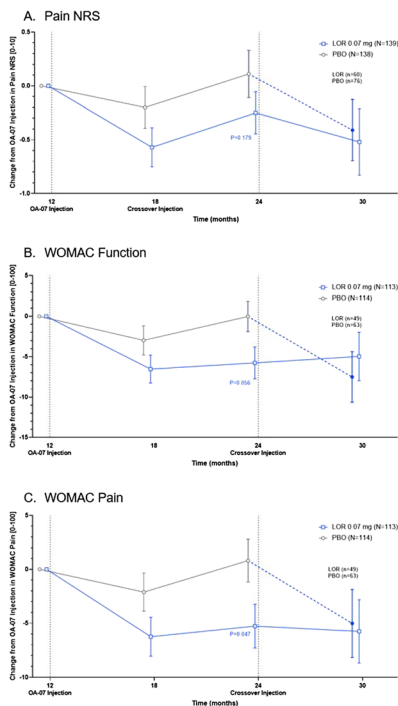 A. Pain NRS
LOR 0.07 mg (N=139)
PBO (N=138)
LOR (n=60)
PBO (n=76)
P=0.179
Change from OA-07 Injection in Pain NRS [0-10]
0.5
0.0
-0.5
-1.0
12
18
24
30
OA-07 Injection
Crossover Injection
Time (months)
B. WOMAC Function
LOR 0.07 mg (N=113)
PBO (N=114)
LOR (n=49)
PBO (n=63)
P=0.056
Change from OA-07 Injection in WOMAC Function [0-100]
5
0
-5
-10
-15
12
18
24
30
OA-07 Injection
Crossover Injection
Time (months)
C. WOMAC Pain
LOR 0.07 mg (N=113)
PBO (N=114)
LOR (n=49)
PBO (n=63)
P=0.047
Change from OA-07 Injection in WOMAC Pain [0-100]
5
0
-5
-10
12
18
24
30
OA-07 Injection
Crossover Injection
Time (months)